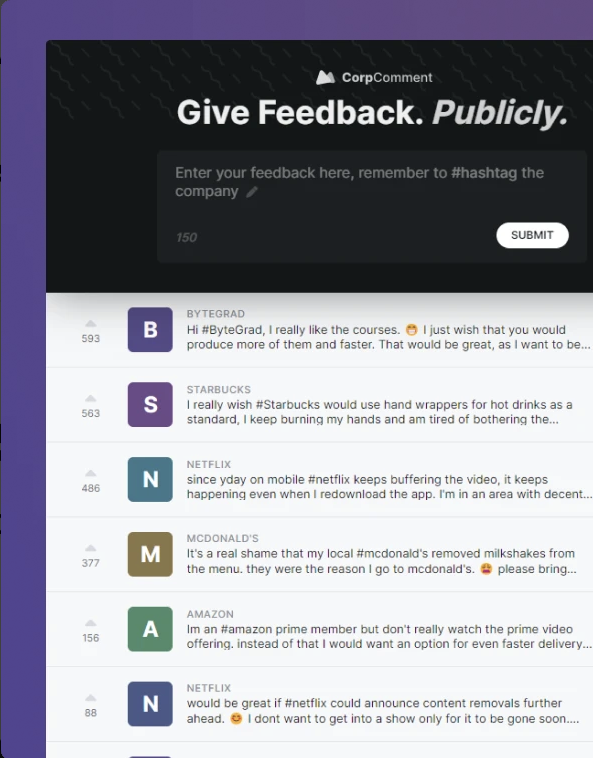 CorpComment
Give Feedback. Publicly.
Enter your feedback here, remember to #hashtag the
company
150
SUBMIT
593
B
BYTEGRAD
Hi #ByteGrad, I really like the courses. 😁 I just wish that you would
produce more of them and faster. That would be great, as I want to be...
563
S
STARBUCKS
I really wish #Starbucks would use hand wrappers for hot drinks as a
standard, I keep burning my hands and am tired of bothering the...
486
N
NETFLIX
since yday on mobile #netflix keeps buffering the video, it keeps
happening even when I redownload the app. I'm in an area with decent...
377
M
MCDONALD'S
It's a real shame that my local #mcdonald's removed milkshakes from
the menu. they were the reason I go to mcdonald's. 😩 please bring...
156
A
AMAZON
Im an #amazon prime member but don't really watch the prime video
offering. instead of that I would want an option for even faster delivery...
88
N
NETFLIX
would be great if #netflix could announce content removals further
ahead. 😊 I dont want to get into a show only for it to be gone soon....